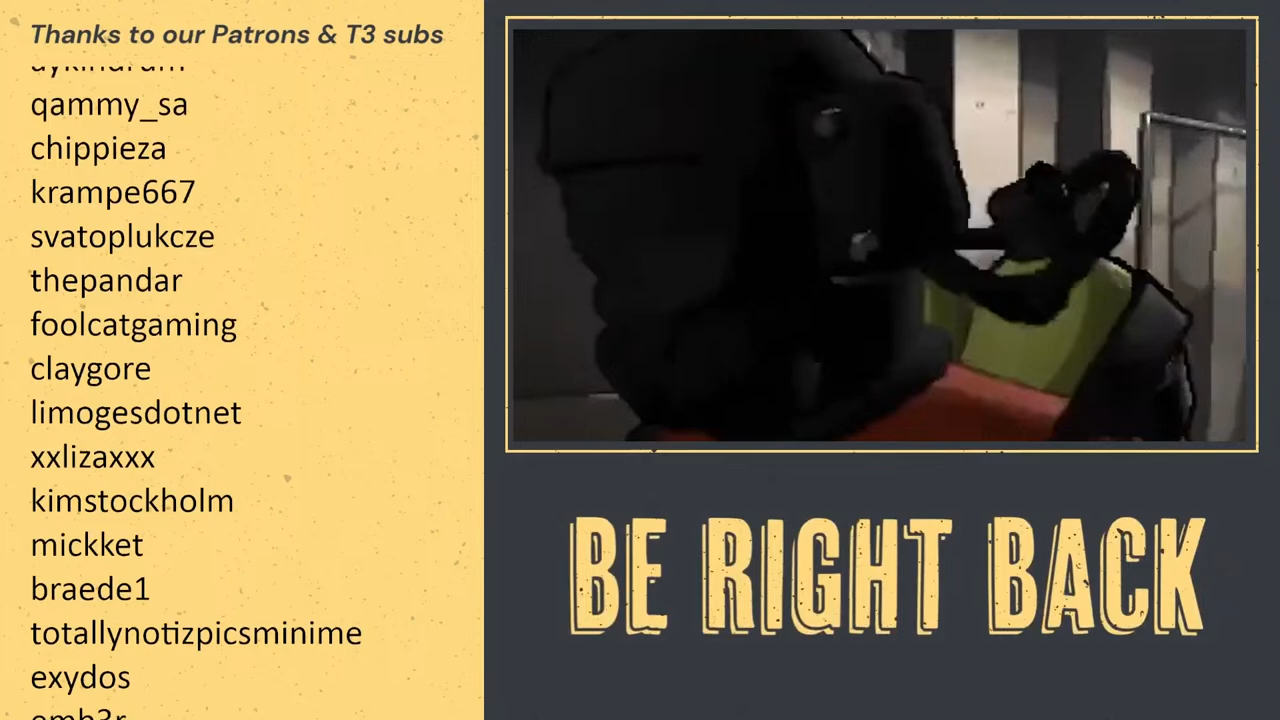 Thanks to our Patrons & T3 subs
qammy_sa
chippieza
krampe667
svatoplukcze
thepandar
foolcatgaming
claygore
limogesdotnet
xxlizaxxx
kimstockholm
mickket
braede1
totallynotizpicsminime
exydos
BE RIGHT BACK